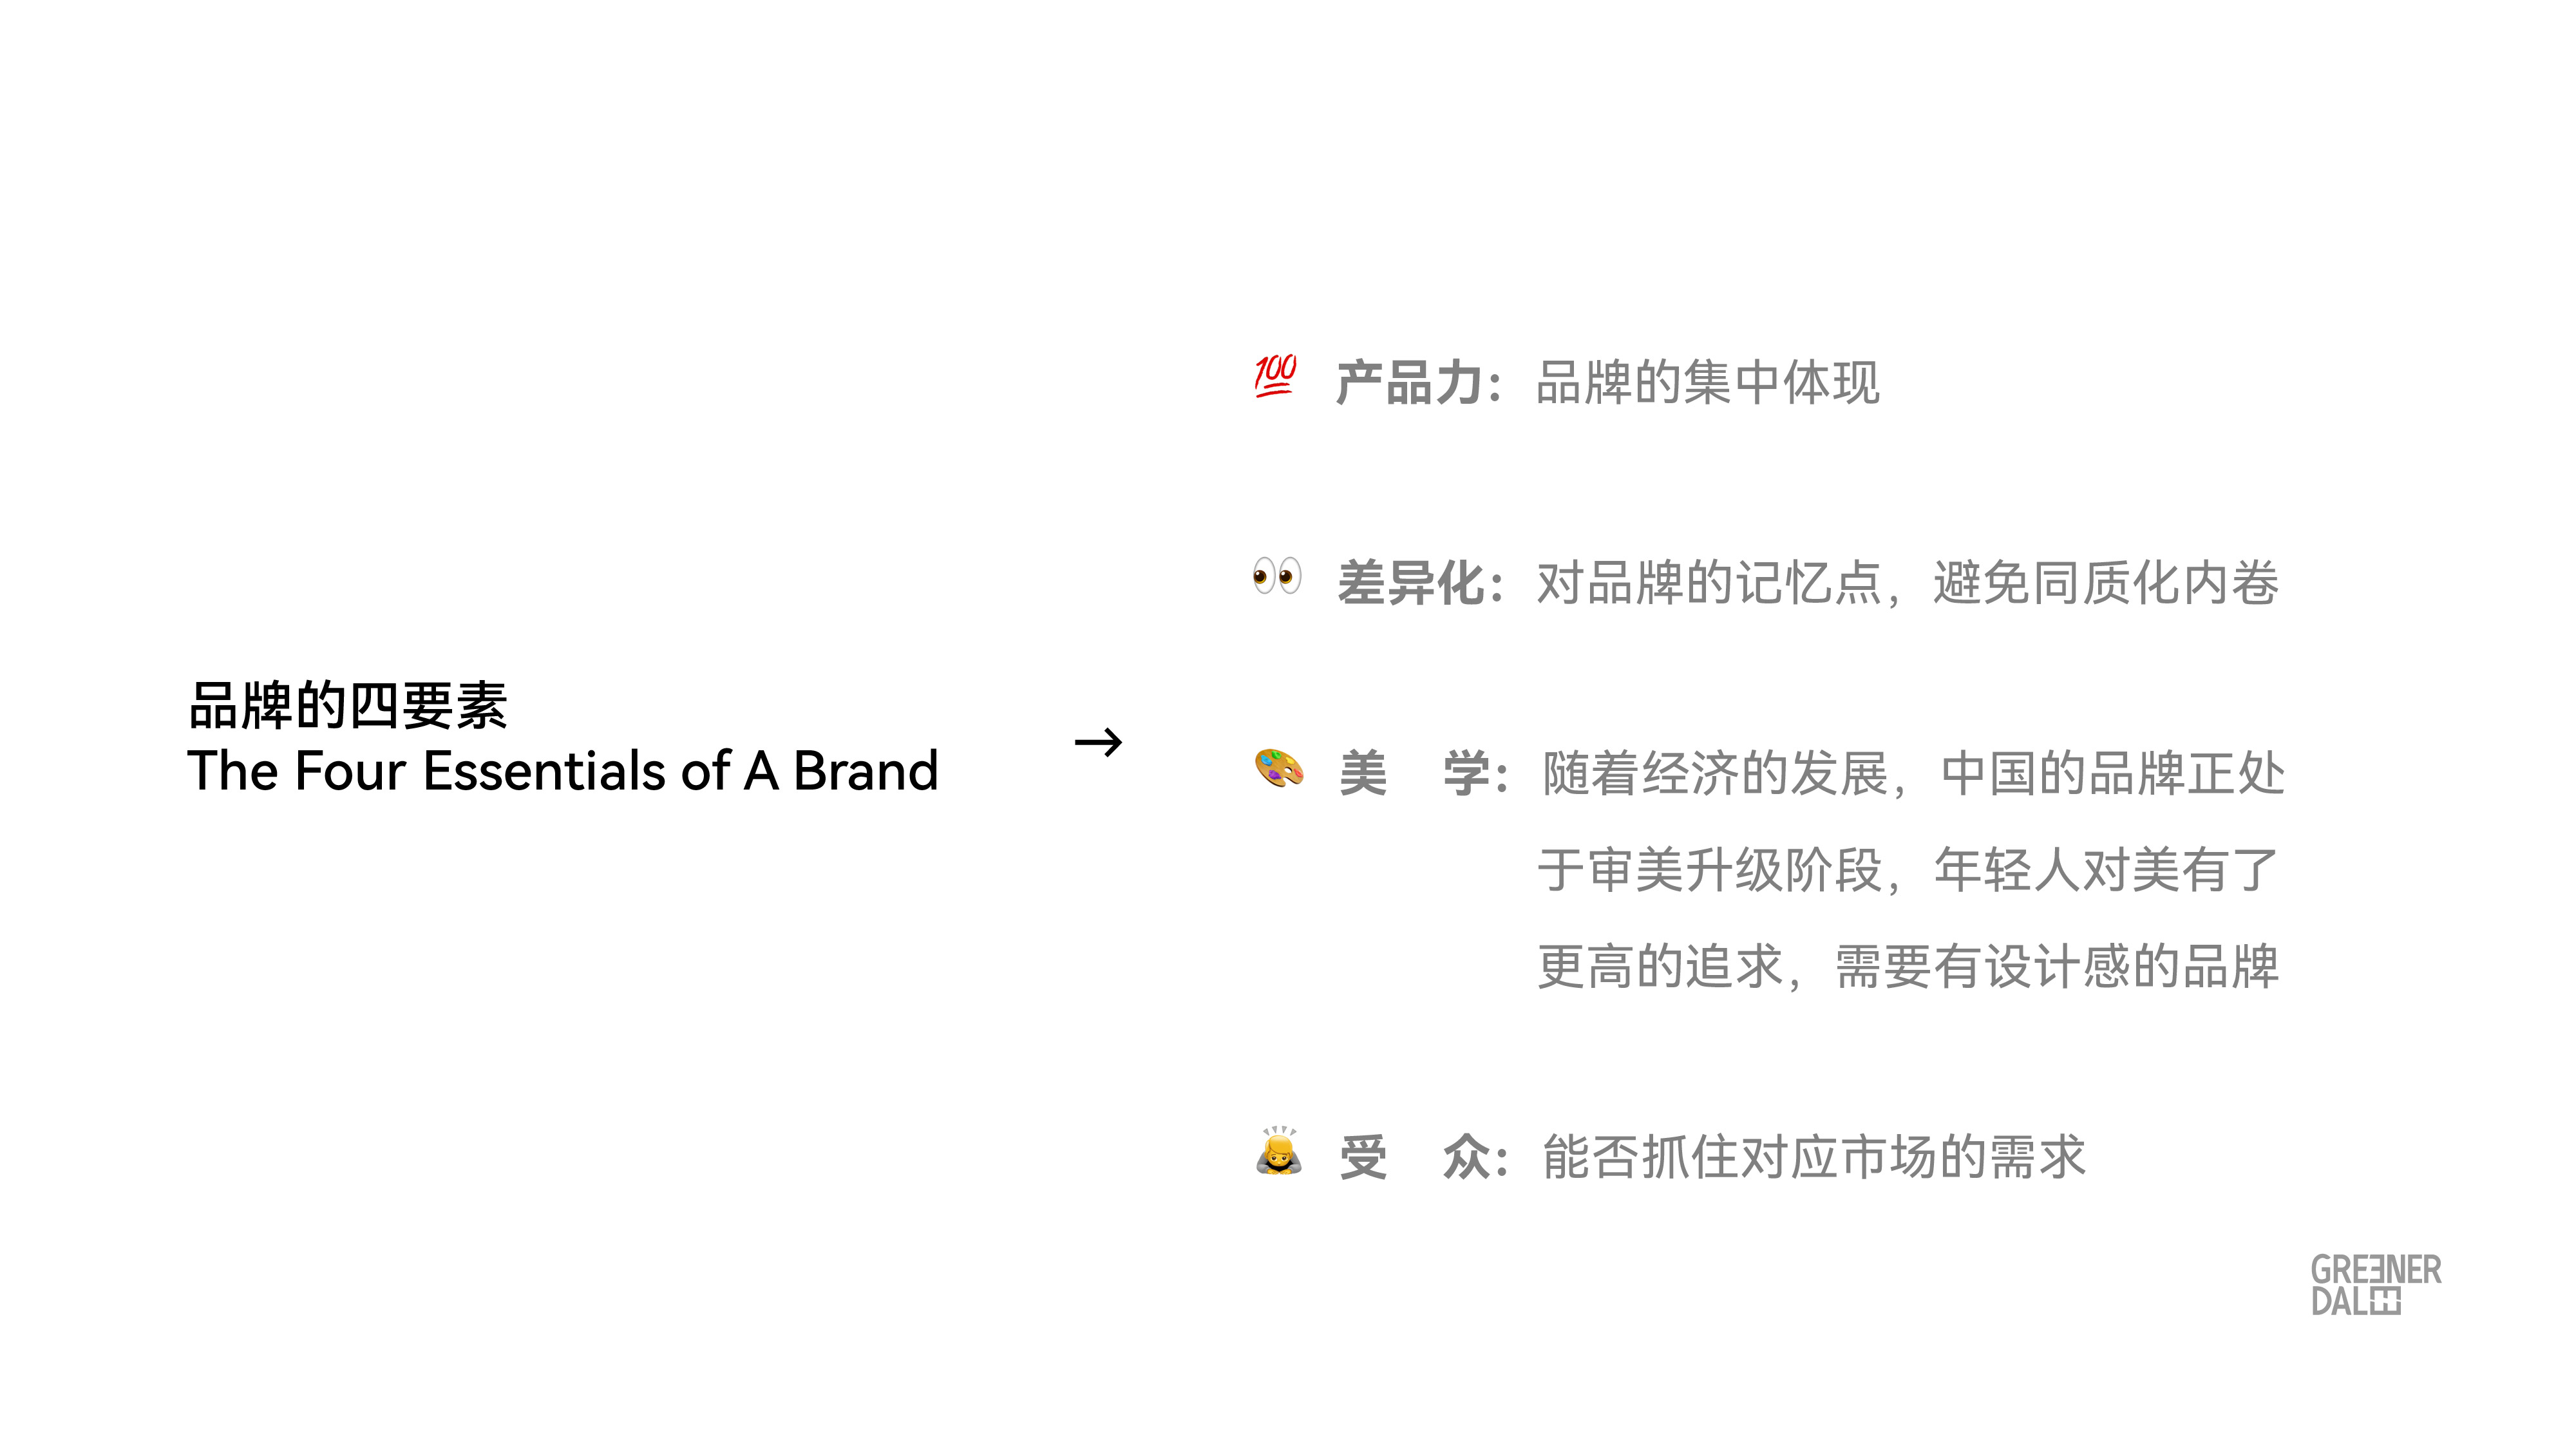 品牌的四要素
The Four Essentials of A Brand
→
💯 产品力：品牌的集中体现
👀 差异化：对品牌的记忆点，避免同质化内卷
🎨 美　学：随着经济的发展，中国的品牌正处
于审美升级阶段，年轻人对美有了
更高的追求，需要有设计感的品牌
🙇 受　众：能否抓住对应市场的需求
GREENER
DAL